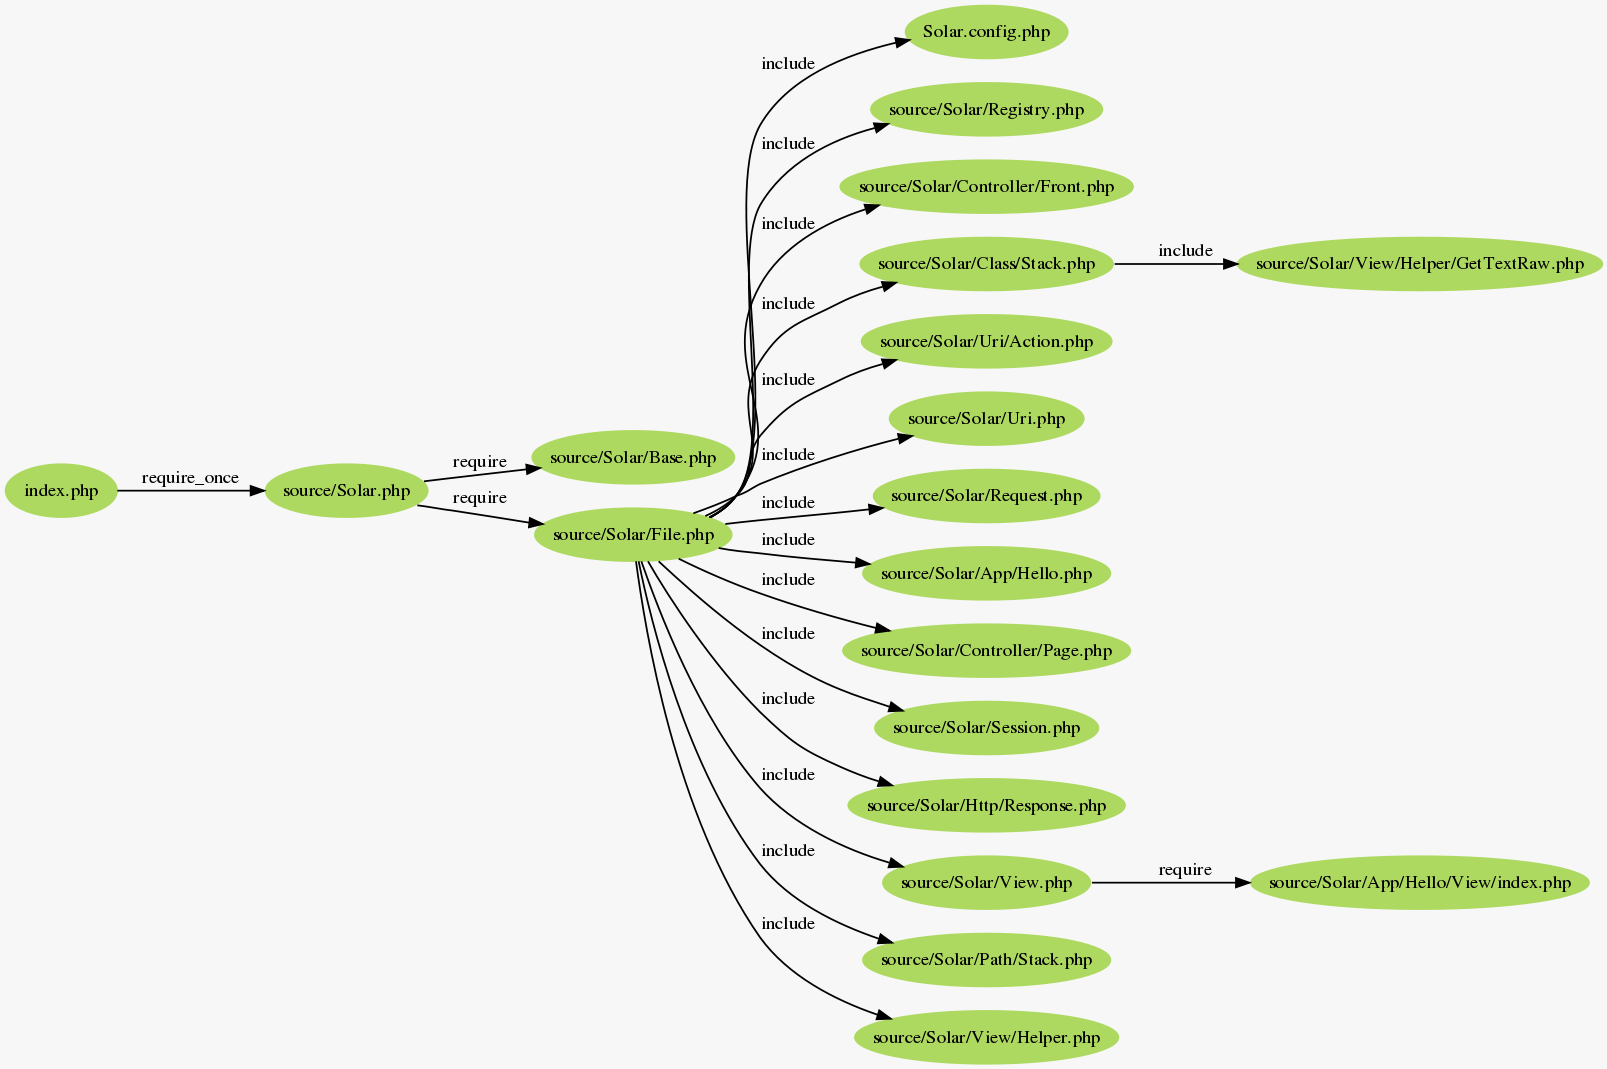 Solar.config.php
include
source/Solar/Registry.php
include
source/Solar/Controller/Front.php
include
source/Solar/Class/Stack.php
include
source/Solar/View/Helper/GetTextRaw.php
include
source/Solar/Uri/Action.php
include
source/Solar/Uri.php
include
source/Solar/Base.php
require
index.php
require_once
source/Solar.php
require
source/Solar/File.php
source/Solar/Request.php
include
include
source/Solar/App/Hello.php
include
source/Solar/Controller/Page.php
include
source/Solar/Session.php
include
source/Solar/Http/Response.php
include
source/Solar/View.php
require
source/Solar/App/Hello/View/index.php
include
source/Solar/Path/Stack.php
include
source/Solar/View/Helper.php